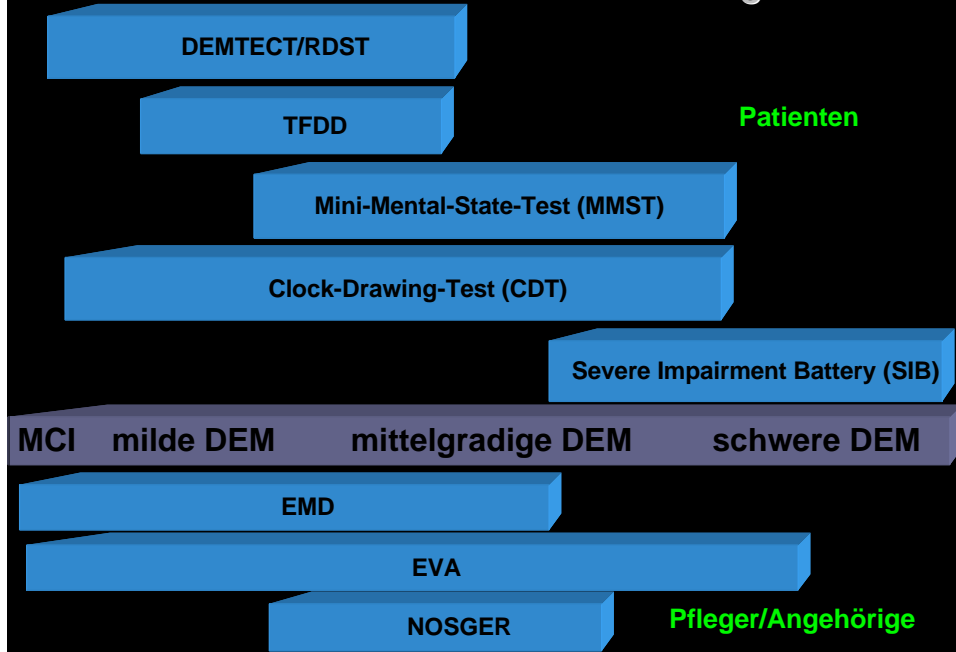 DEMTECT/RDST
TFDD
Patienten
Mini-Mental-State-Test (MMST)
Clock-Drawing-Test (CDT)
Severe Impairment Battery (SIB)
MCI milde DEM mittelgradige DEM schwere DEM
EMD
EVA
NOSGER
Pfleger/Angehörige